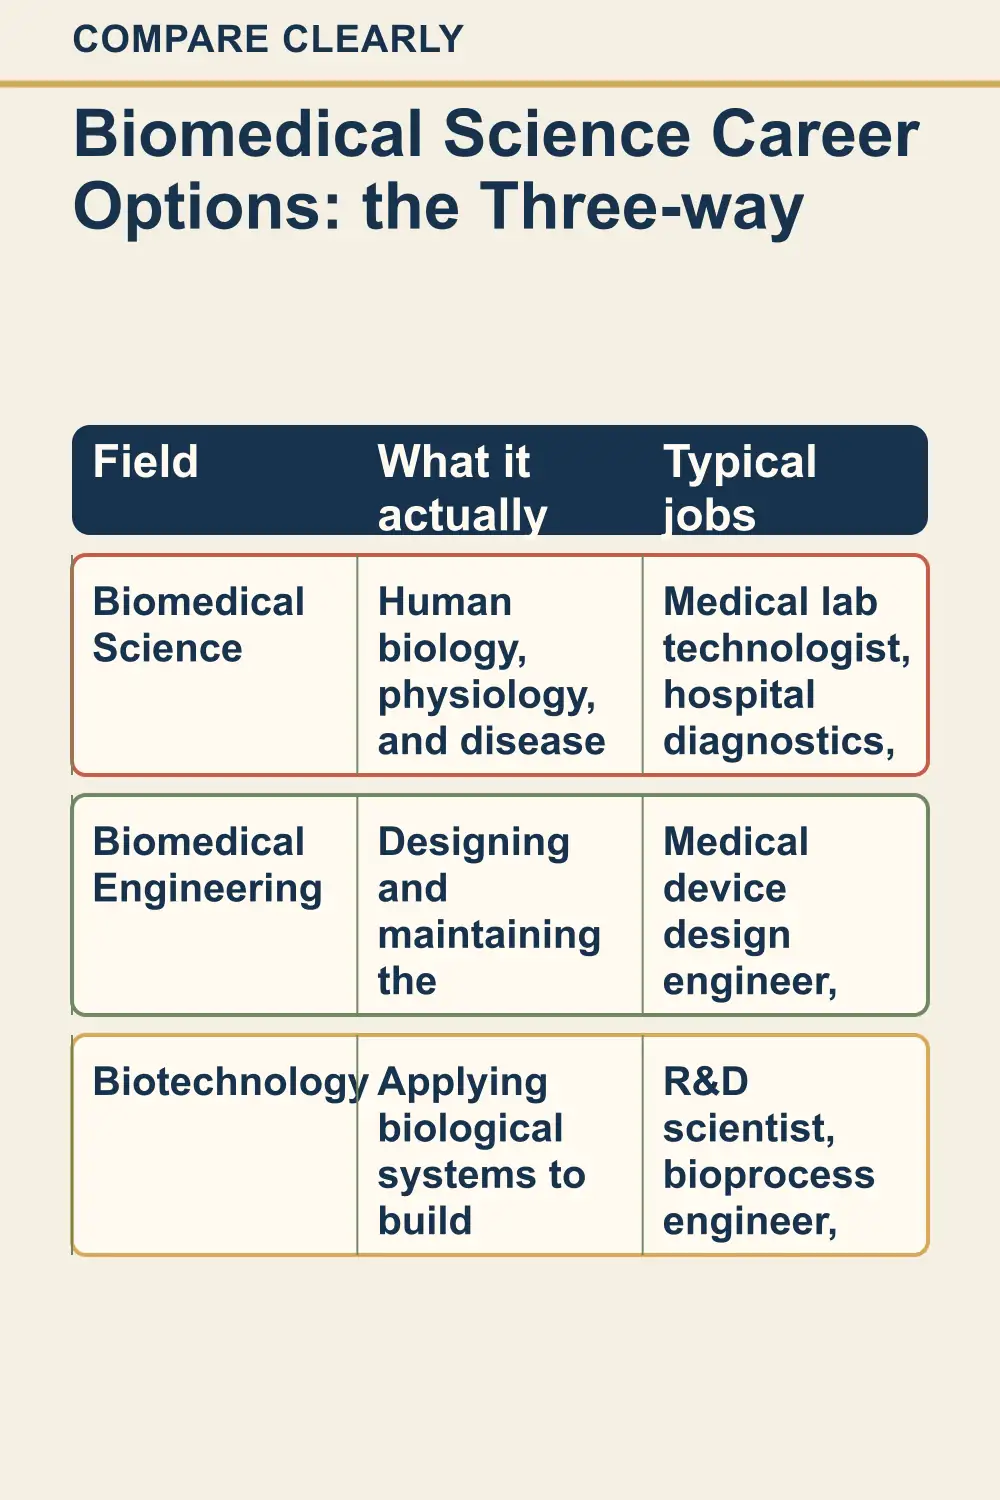 COMPARE CLEARLY
Biomedical Science Career
Options: the Three-way
Field
What it
actually
Typical
jobs
Biomedical
Science
Human
biology,
physiology,
and disease
Medical lab
technologist,
hospital
diagnostics,
Biomedical
Engineering
Designing
and
maintaining
the
Medical
device
design
engineer,
Biotechnology
Applying
biological
systems to
build
R&D
scientist,
bioprocess
engineer,